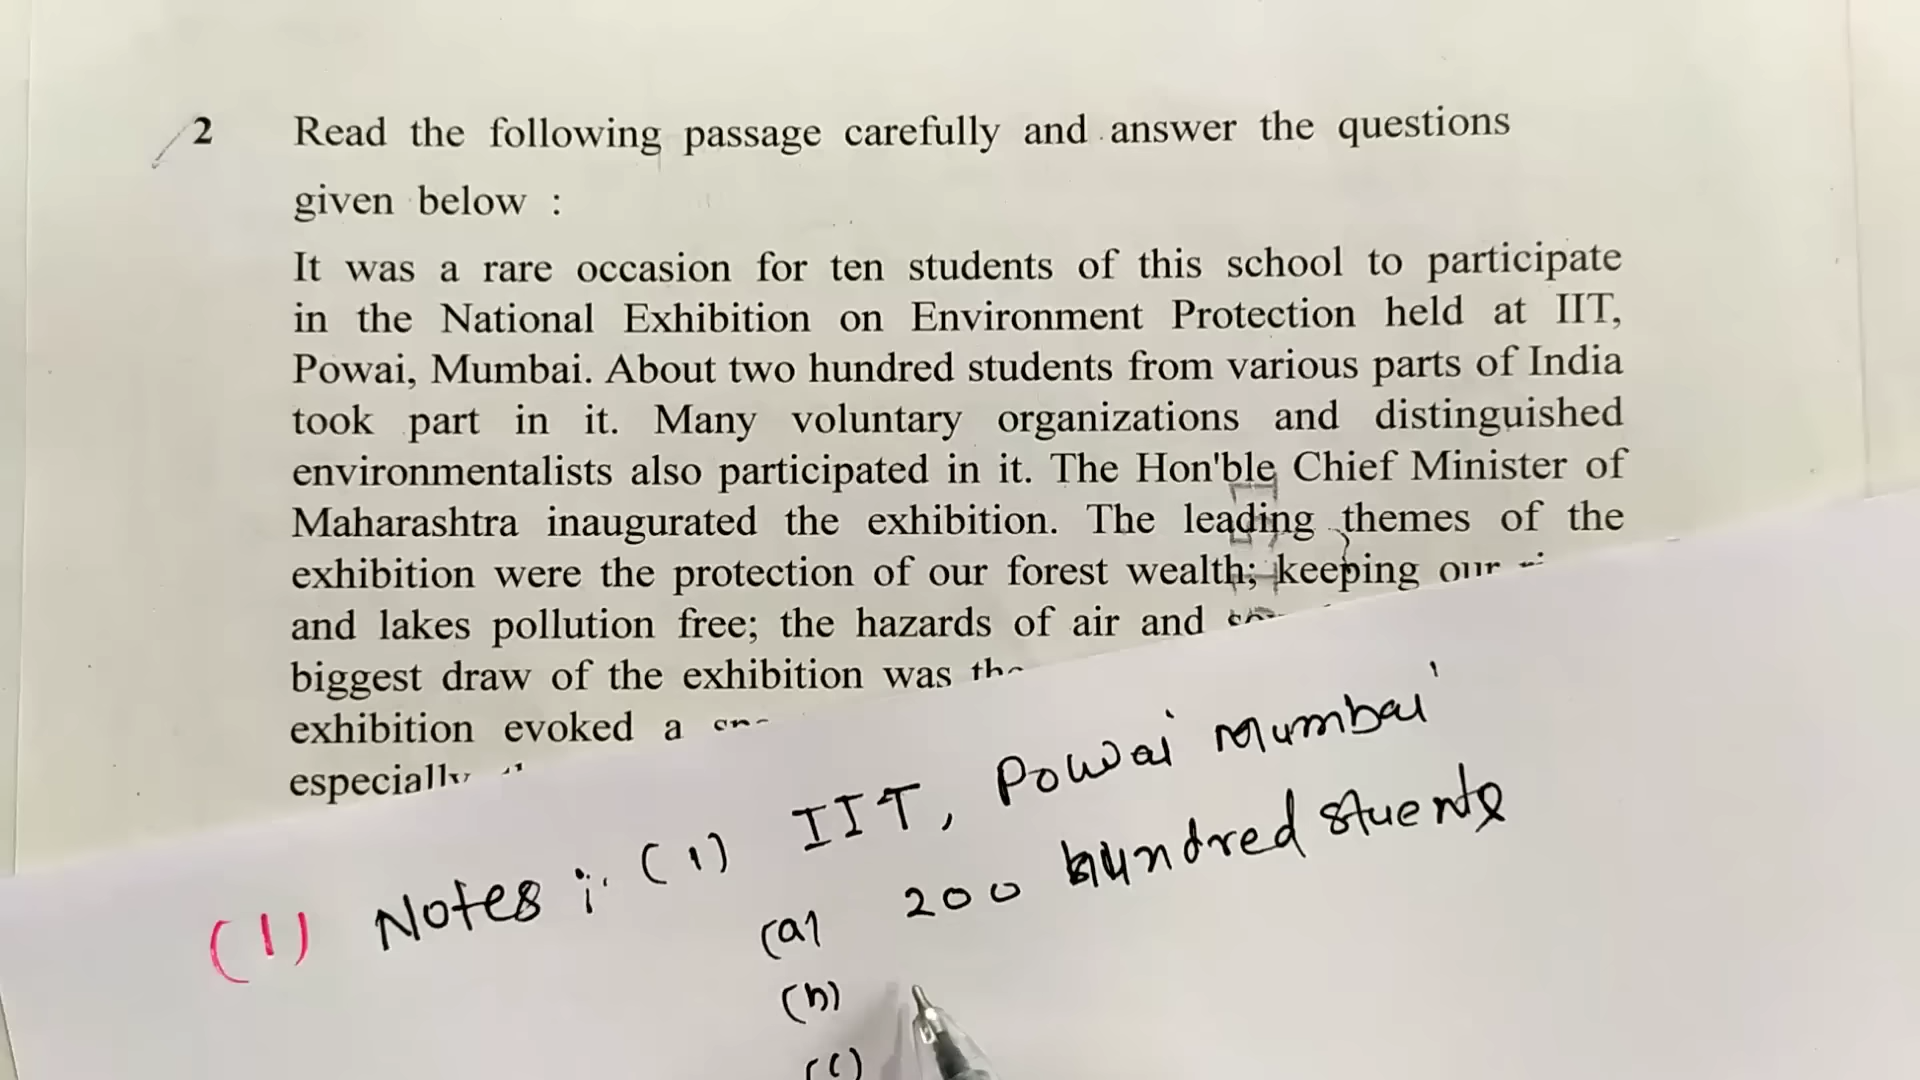 2 Read the following passage carefully and answer the questions
given below :
It was a rare occasion for ten students of this school to participate
in the National Exhibition on Environment Protection held at IIT,
Powai, Mumbai. About two hundred students from various parts of India
took part in it. Many voluntary organizations and distinguished
environmentalists also participated in it. The Hon'ble Chief Minister of
Maharashtra inaugurated the exhibition. The leading themes of the
exhibition were the protection of our forest wealth; keeping our
and lakes pollution free; the hazards of air and
biggest draw of the exhibition was
exhibition evoked a
(1) Notes : (1) IIT, Powai Mumbai
(a) 200 hundred stuents
(b)
(c)